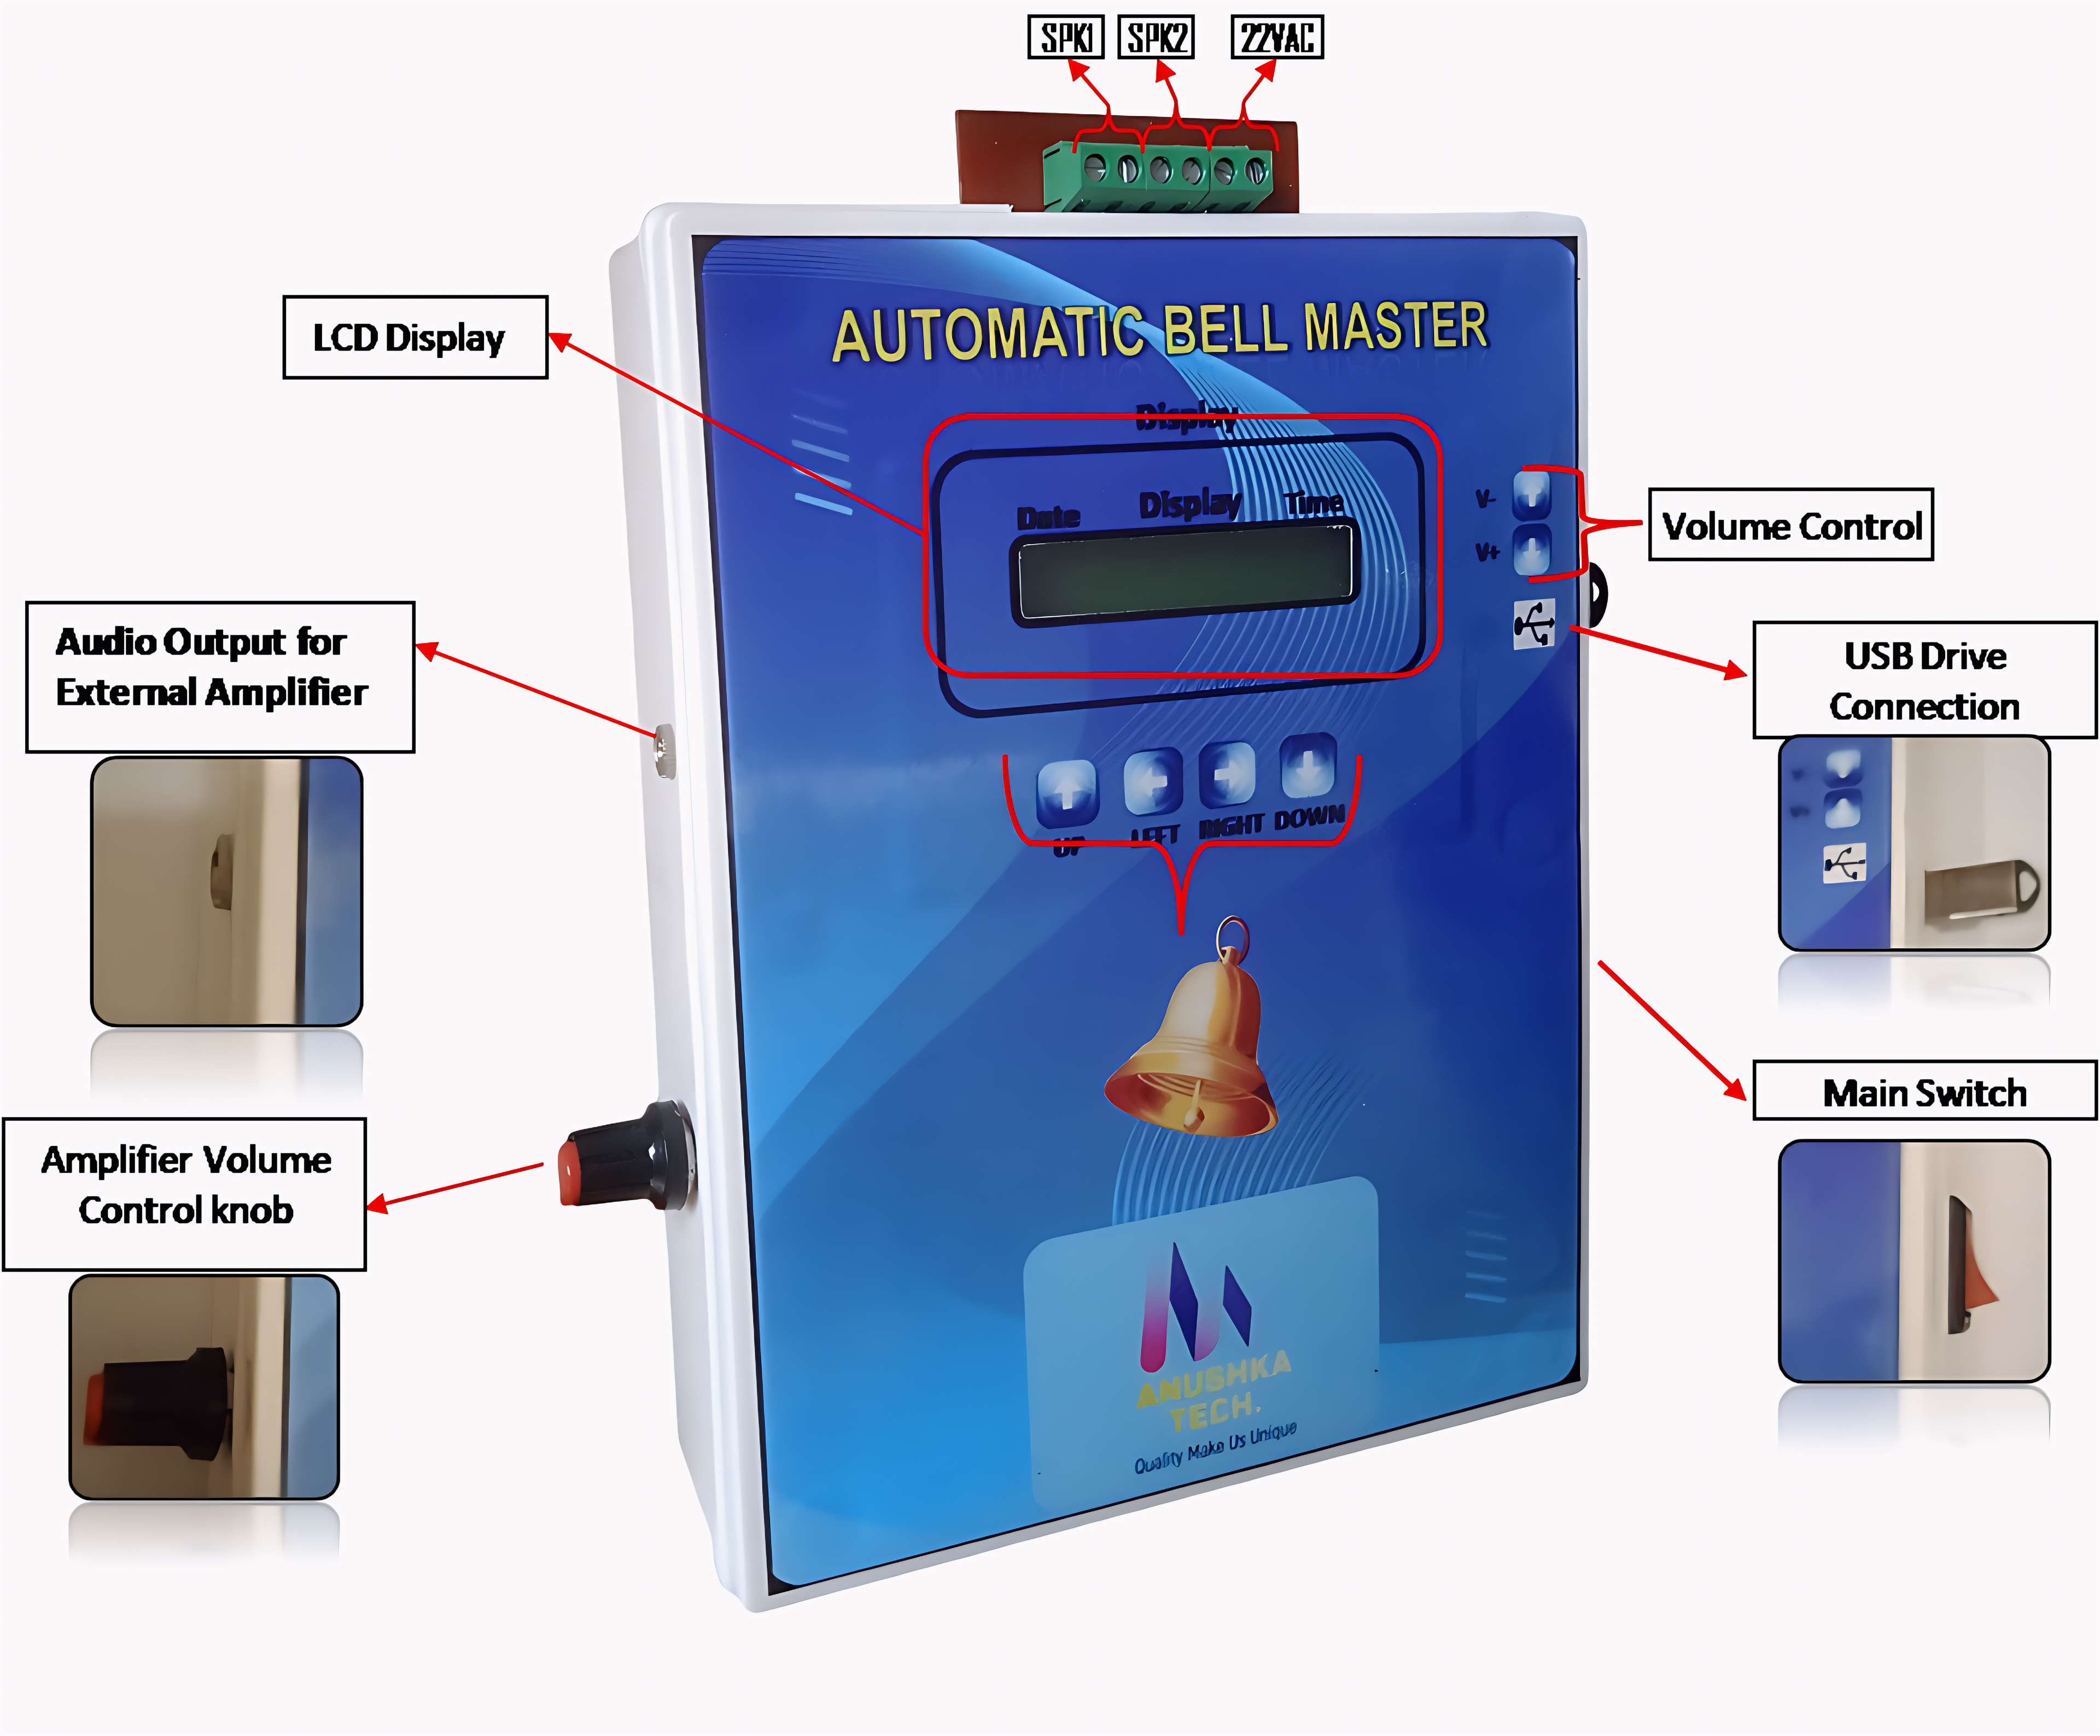 SPK1 SPK2 22VAC
AUTOMATIC BELL MASTER
LCD Display
Display
Date Display Time
V-
V+
Volume Control
Audio Output for
External Amplifier
USB Drive
Connection
UP LEFT RIGHT DOWN
Main Switch
Amplifier Volume
Control knob
ANUSHKA
TECH.
Quality Make Us Unique